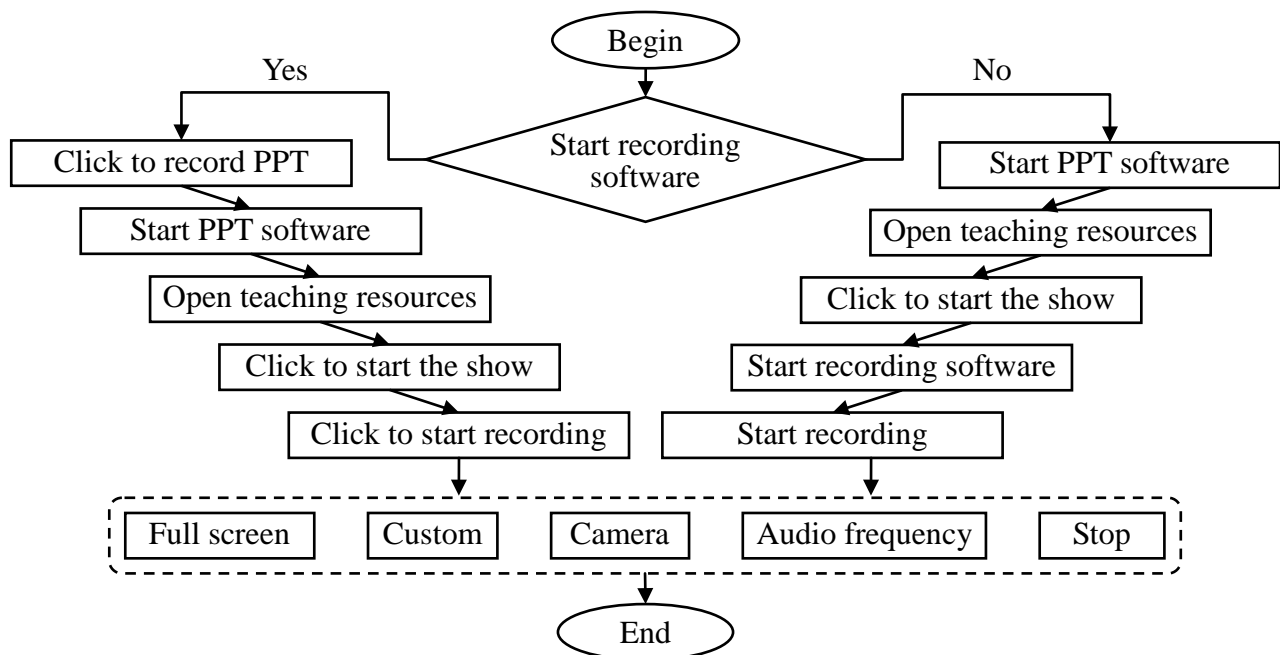 Begin
Yes
No
Start recording
software
Click to record PPT
Start PPT software
Open teaching resources
Click to start the show
Click to start recording
Start PPT software
Open teaching resources
Click to start the show
Start recording software
Start recording
Full screen
Custom
Camera
Audio frequency
Stop
End